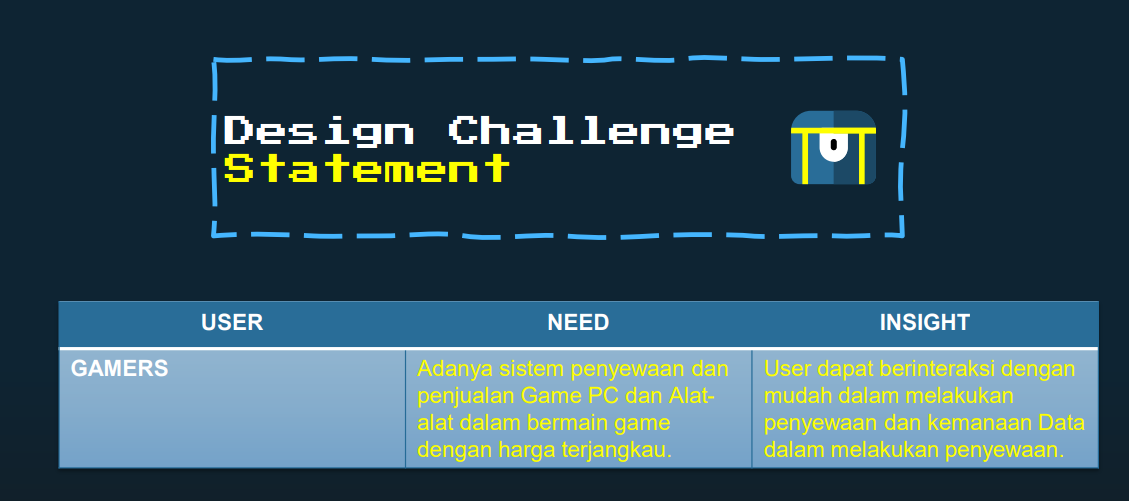 Design Challenge
Statement
USER NEED INSIGHT
GAMERS
Adanya sistem penyewaan dan
penjualan Game PC dan Alat-
alat dalam bermain game
dengan harga terjangkau.
User dapat berinteraksi dengan
mudah dalam melakukan
penyewaan dan kemanaan Data
dalam melakukan penyewaan.